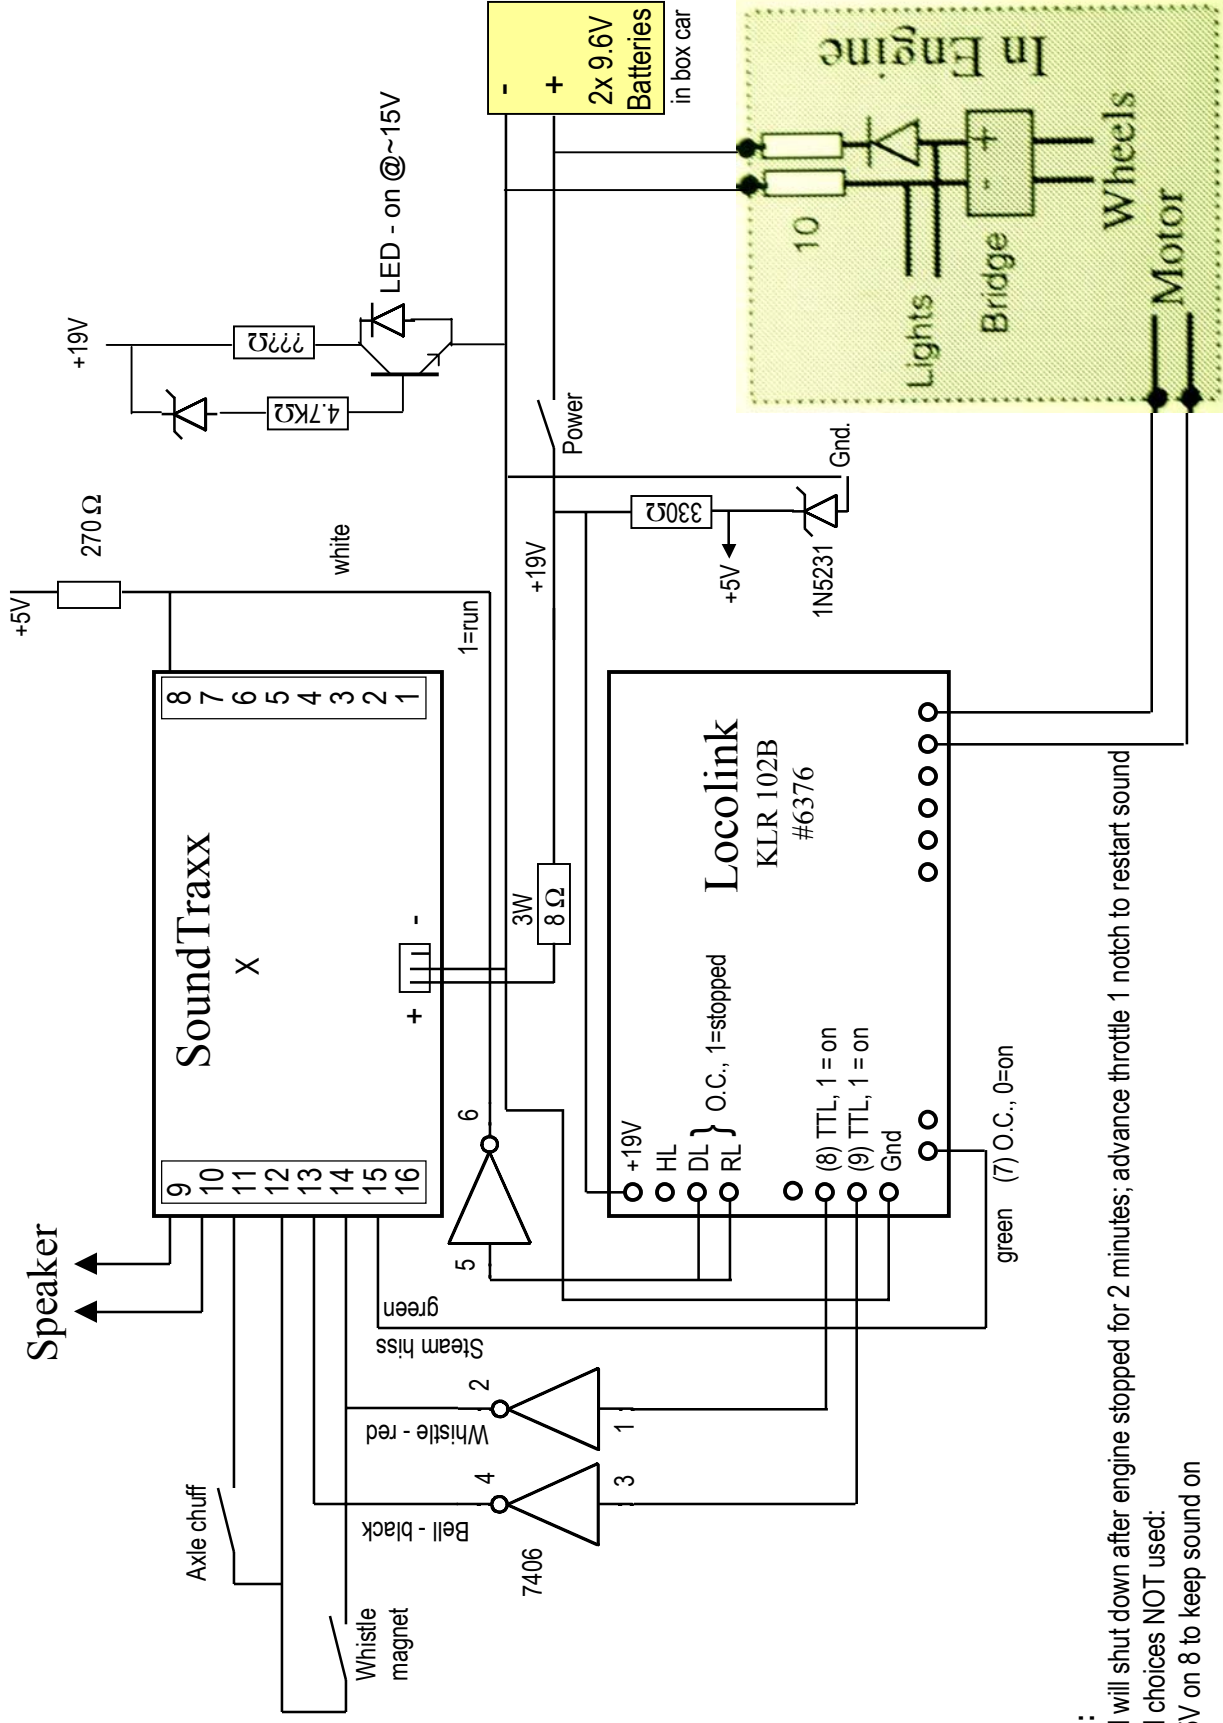 Speaker
Axle chuff
Whistle
magnet
7406
Bell - black
Whistle - red
Steam hiss
green
4
3
2
1
5
6
9
10
11
12
13
14
15
16
SoundTraxx
X
+
-
8
7
6
5
4
3
2
1
+5V
270 Ω
white
1=run
3W
8 Ω
+19V
Locolink
KLR 102B
#6376
+19V
HL
DL
RL
} O.C., 1=stopped
(8) TTL, 1 = on
(9) TTL, 1 = on
Gnd
green
(7) O.C., 0=on
+19V
4.7KΩ
???Ω
LED - on @~15V
Power
330Ω
+5V
1N5231
Gnd.
-
+
2x 9.6V
Batteries
in box car
In Engine
10
Lights
Bridge
-
+
Wheels
Motor
:
will shut down after engine stopped for 2 minutes; advance throttle 1 notch to restart sound
choices NOT used:
V on 8 to keep sound on